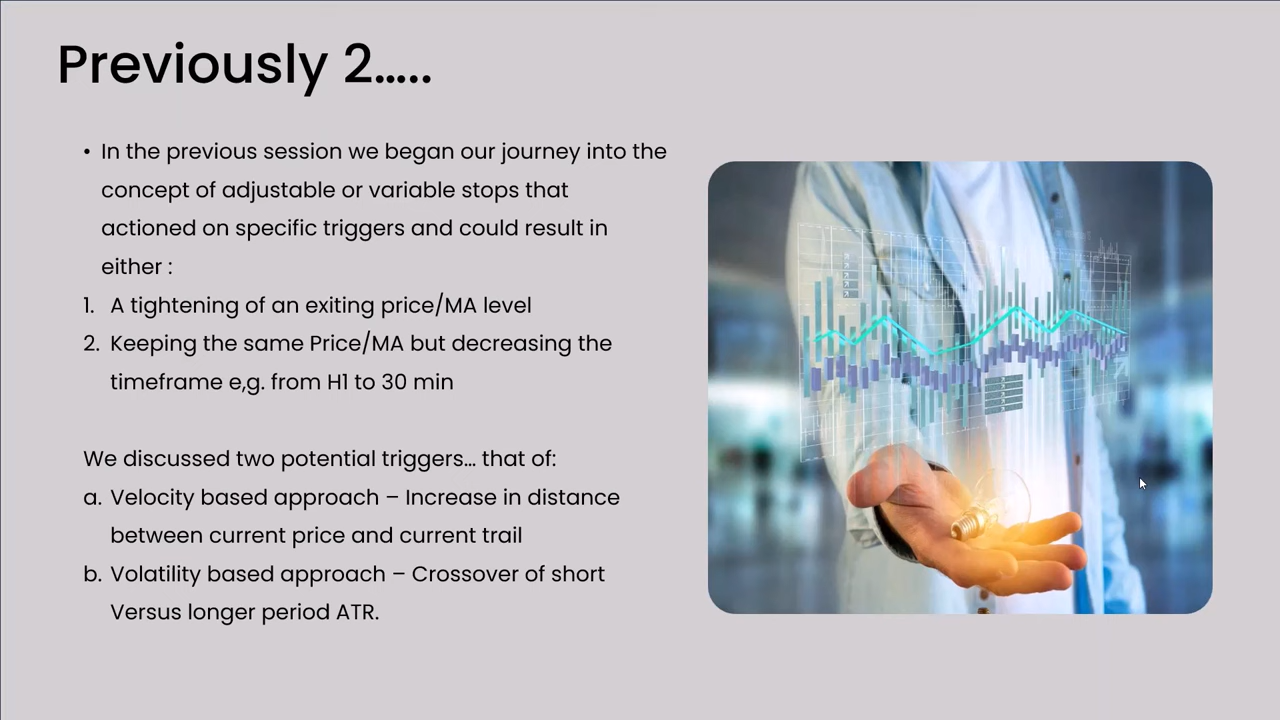 Previously 2…..
• In the previous session we began our journey into the
concept of adjustable or variable stops that
actioned on specific triggers and could result in
either :
1. A tightening of an exiting price/MA level
2. Keeping the same Price/MA but decreasing the
timeframe e,g. from H1 to 30 min
We discussed two potential triggers… that of:
a. Velocity based approach – Increase in distance
between current price and current trail
b. Volatility based approach – Crossover of short
Versus longer period ATR.